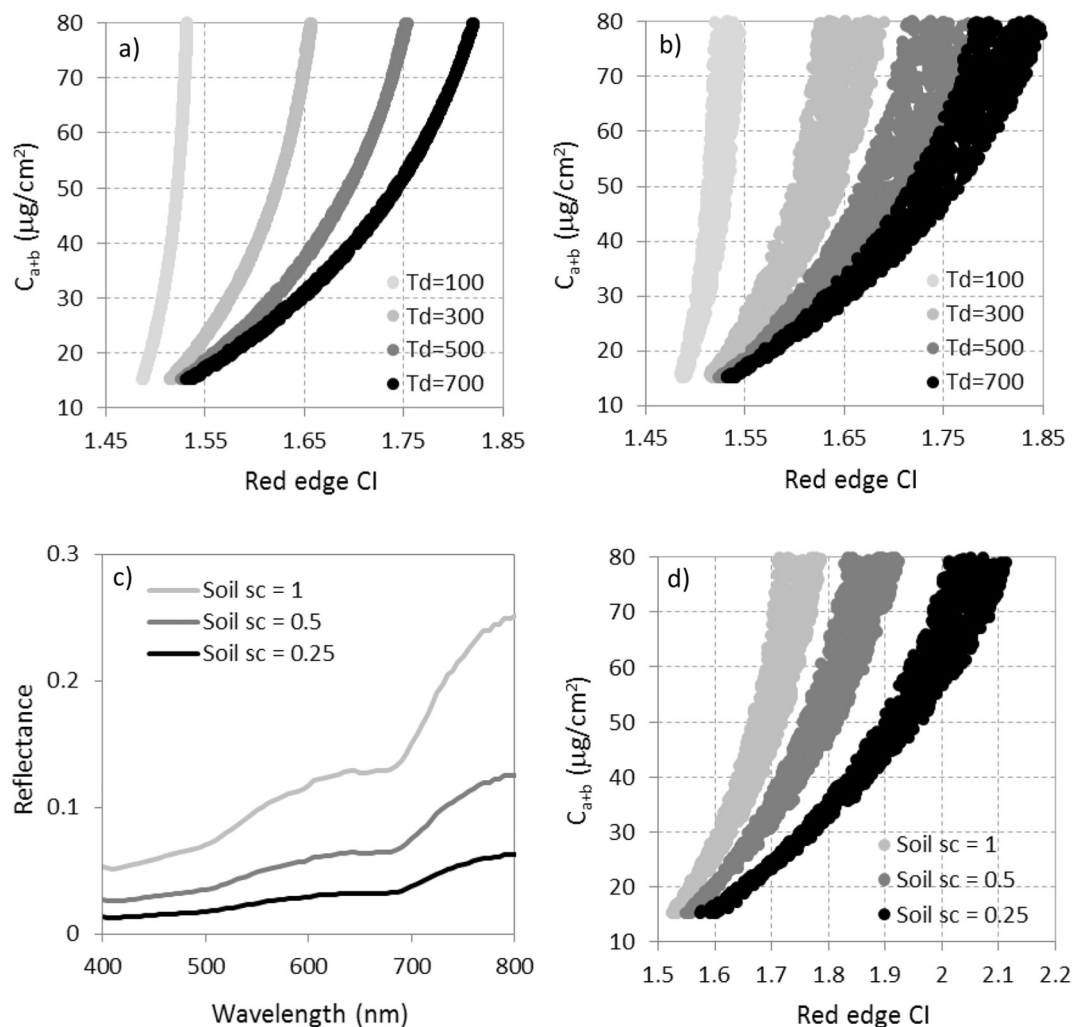 a)
80
70
60
50
40
30
20
10
C_{a+b} (µg/cm²)
Td=100
Td=300
Td=500
Td=700
1.45 1.55 1.65 1.75 1.85
Red edge CI
b)
80
70
60
50
40
30
20
10
C_{a+b} (µg/cm²)
Td=100
Td=300
Td=500
Td=700
1.45 1.55 1.65 1.75 1.85
Red edge CI
c)
0.3
0.2
0.1
0
Reflectance
Soil sc = 1
Soil sc = 0.5
Soil sc = 0.25
400 500 600 700 800
Wavelength (nm)
d)
80
70
60
50
40
30
20
10
C_{a+b} (µg/cm²)
Soil sc = 1
Soil sc = 0.5
Soil sc = 0.25
1.5 1.6 1.7 1.8 1.9 2 2.1 2.2
Red edge CI